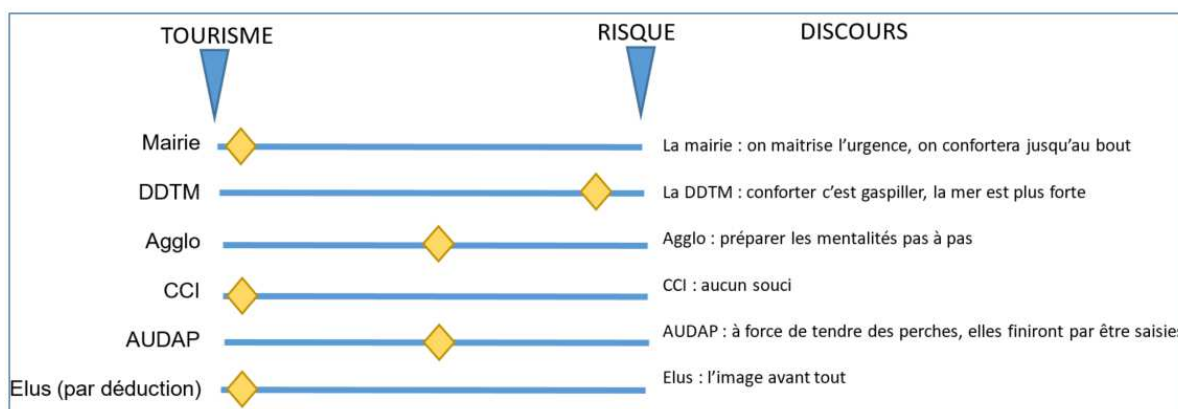 TOURISME RISQUE DISCOURS
Mairie La mairie : on maitrise l'urgence, on confortera jusqu'au bout
DDTM La DDTM : conforter c'est gaspiller, la mer est plus forte
Agglo Agglo : préparer les mentalités pas à pas
CCI CCI : aucun souci
AUDAP AUDAP : à force de tendre des perches, elles finiront par être saisies
Elus (par déduction) Elus : l'image avant tout